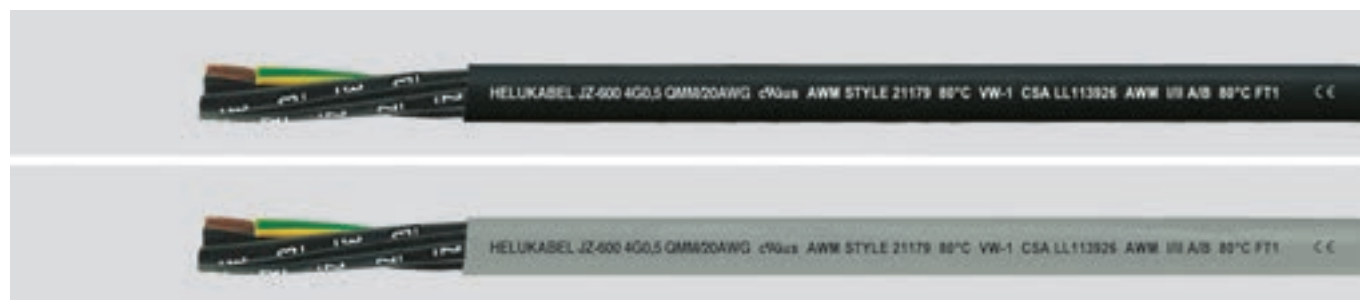 HELUKABEL JZ-600 4G0,5 QMM/20AWG cЯUus AWM STYLE 21179 80°C VW-1 CSA LL113926 AWM I/II A/B 80°C FT1 CE
HELUKABEL JZ-600 4G0,5 QMM/20AWG cЯUus AWM STYLE 21179 80°C VW-1 CSA LL113926 AWM I/II A/B 80°C FT1 CE